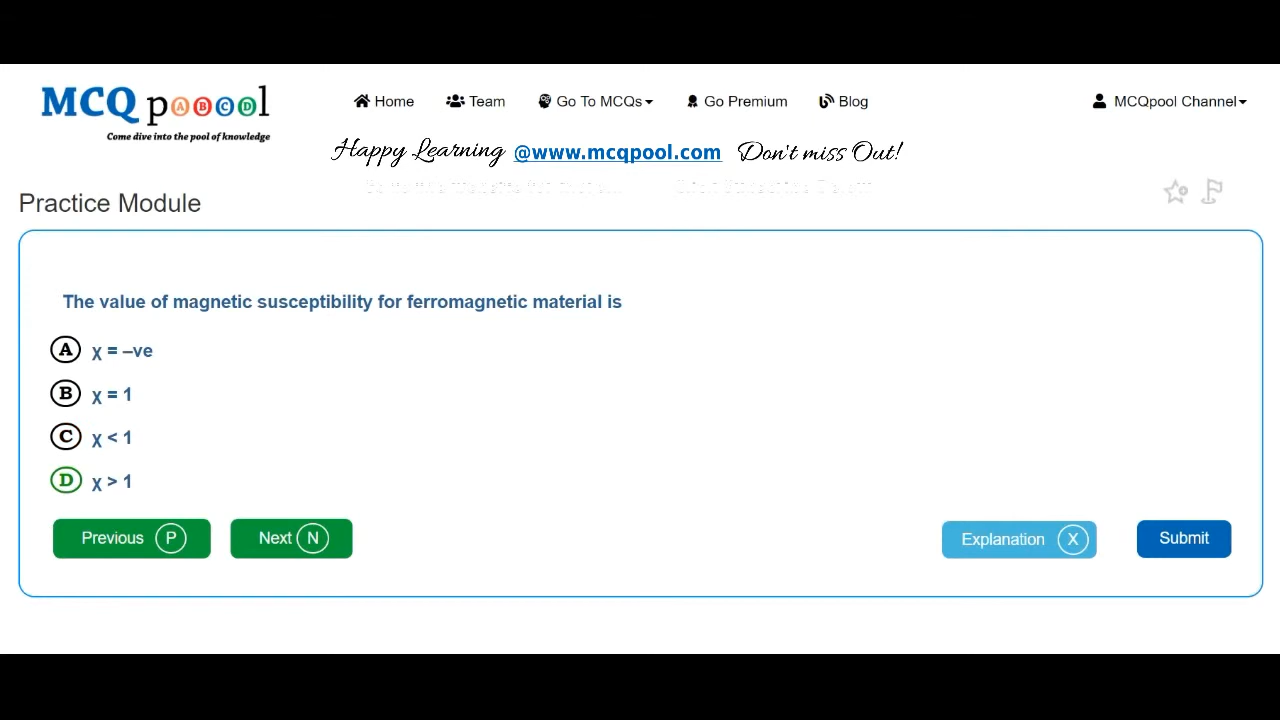 MCQ pooool
Come dive into the pool of knowledge
Home Team Go To MCQs Go Premium Blog MCQpool Channel
Happy Learning @www.mcqpool.com Don't miss Out!
Practice Module
The value of magnetic susceptibility for ferromagnetic material is
A χ = –ve
B χ = 1
C χ < 1
D χ > 1
Previous P Next N Explanation X Submit